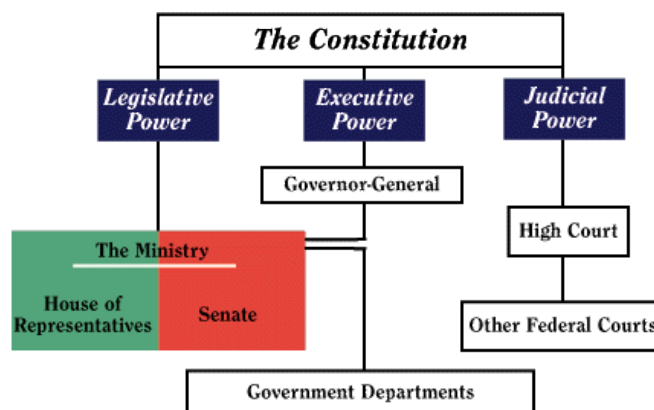 The Constitution
Legislative
Power
Executive
Power
Judicial
Power
Governor-General
High Court
The Ministry
House of
Representatives
Senate
Other Federal Courts
Government Departments